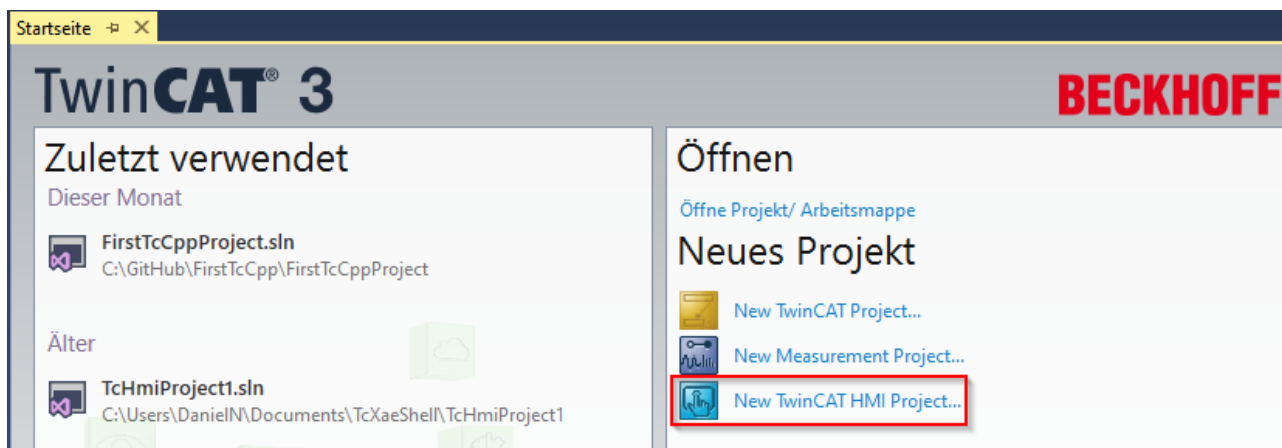 Startseite
TwinCAT® 3
BECKHOFF
Zuletzt verwendet
Dieser Monat
FirstTcCppProject.sln
C:\GitHub\FirstTcCpp\FirstTcCppProject
Älter
TcHmiProject1.sln
C:\Users\DanielN\Documents\TcXaeShell\TcHmiProject1
Öffnen
Öffne Projekt/ Arbeitsmappe
Neues Projekt
New TwinCAT Project...
New Measurement Project...
New TwinCAT HMI Project...